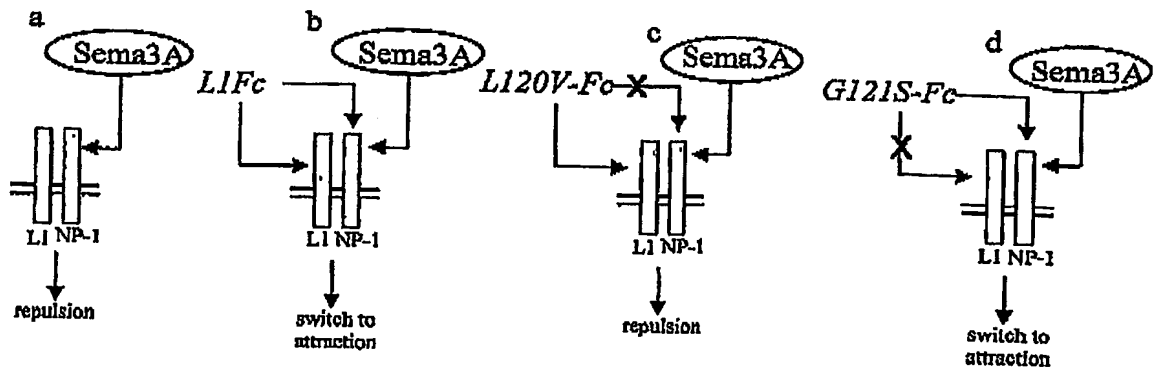 a
Sema3A
L1 NP-1
repulsion
b
Sema3A
L1Fc
L1 NP-1
switch to
attraction
c
Sema3A
L120V-Fc
L1 NP-1
repulsion
d
Sema3A
G121S-Fc
L1 NP-1
switch to
attraction